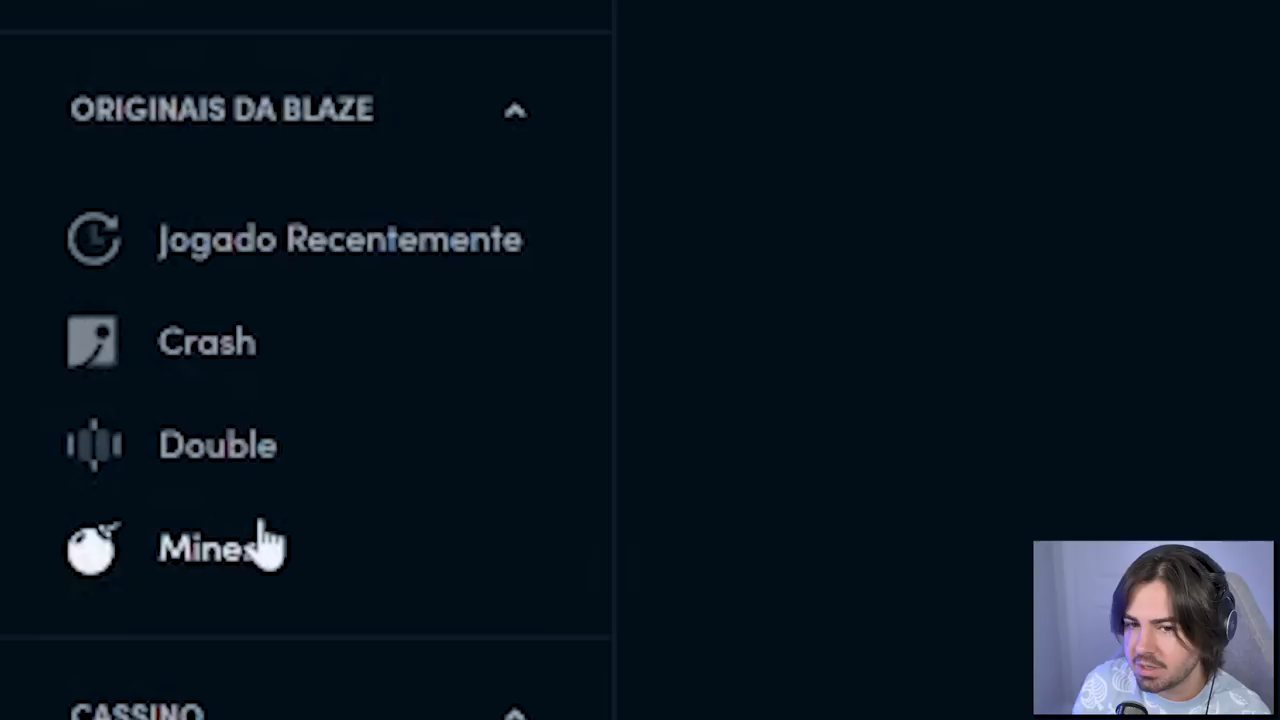 ORIGINAIS DA BLAZE
Jogado Recentemente
Crash
Double
Mines
CASSINO